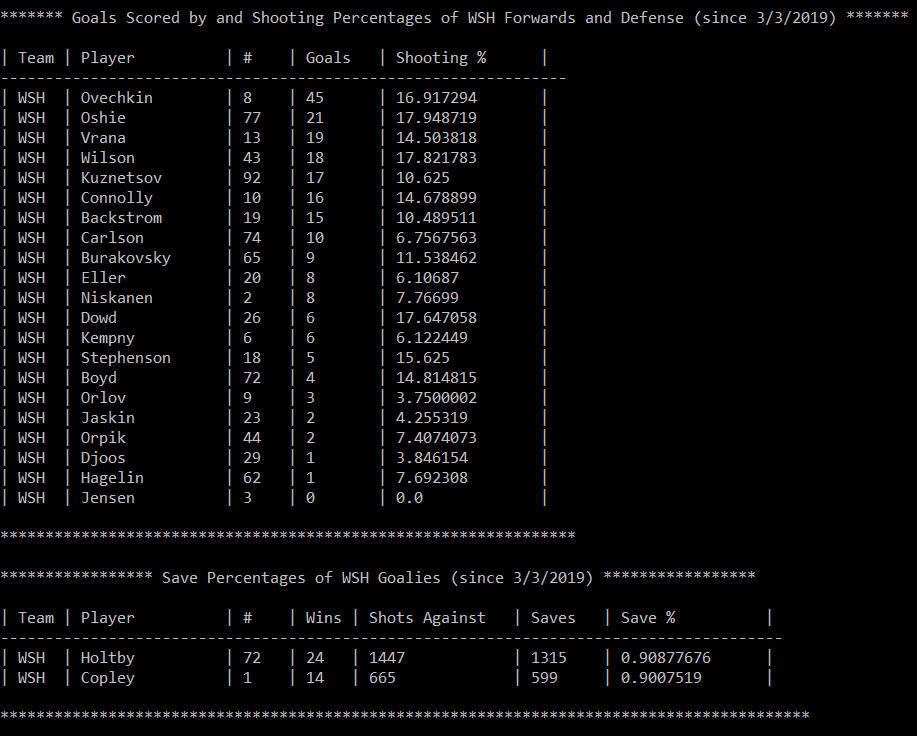 ******* Goals Scored by and Shooting Percentages of WSH Forwards and Defense (since 3/3/2019) *******
| Team | Player          | #    | Goals   | Shooting %      |
---------------------------------------------------------------
| WSH  | Ovechkin        | 8    | 45      | 16.917294       |
| WSH  | Oshie           | 77   | 21      | 17.948719       |
| WSH  | Vrana           | 13   | 19      | 14.503818       |
| WSH  | Wilson          | 43   | 18      | 17.821783       |
| WSH  | Kuznetsov       | 92   | 17      | 10.625          |
| WSH  | Connolly        | 10   | 16      | 14.678899       |
| WSH  | Backstrom       | 19   | 15      | 10.489511       |
| WSH  | Carlson         | 74   | 10      | 6.7567563       |
| WSH  | Burakovsky      | 65   | 9       | 11.538462       |
| WSH  | Eller           | 20   | 8       | 6.10687         |
| WSH  | Niskanen        | 2    | 8       | 7.76699         |
| WSH  | Dowd            | 26   | 6       | 17.647058       |
| WSH  | Kempny          | 6    | 6       | 6.122449        |
| WSH  | Stephenson      | 18   | 5       | 15.625          |
| WSH  | Boyd            | 72   | 4       | 14.814815       |
| WSH  | Orlov           | 9    | 3       | 3.7500002       |
| WSH  | Jaskin          | 23   | 2       | 4.255319        |
| WSH  | Orpik           | 44   | 2       | 7.4074073       |
| WSH  | Djoos           | 29   | 1       | 3.846154        |
| WSH  | Hagelin         | 62   | 1       | 7.692308        |
| WSH  | Jensen          | 3    | 0       | 0.0             |
****************************************************************
***************** Save Percentages of WSH Goalies (since 3/3/2019) *****************
| Team | Player          | #    | Wins | Shots Against   | Saves   | Save %          |
---------------------------------------------------------------------------------------
| WSH  | Holtby          | 72   | 24   | 1447            | 1315    | 0.90877676      |
| WSH  | Copley          | 1    | 14   | 665             | 599     | 0.9007519       |
******************************************************************************************